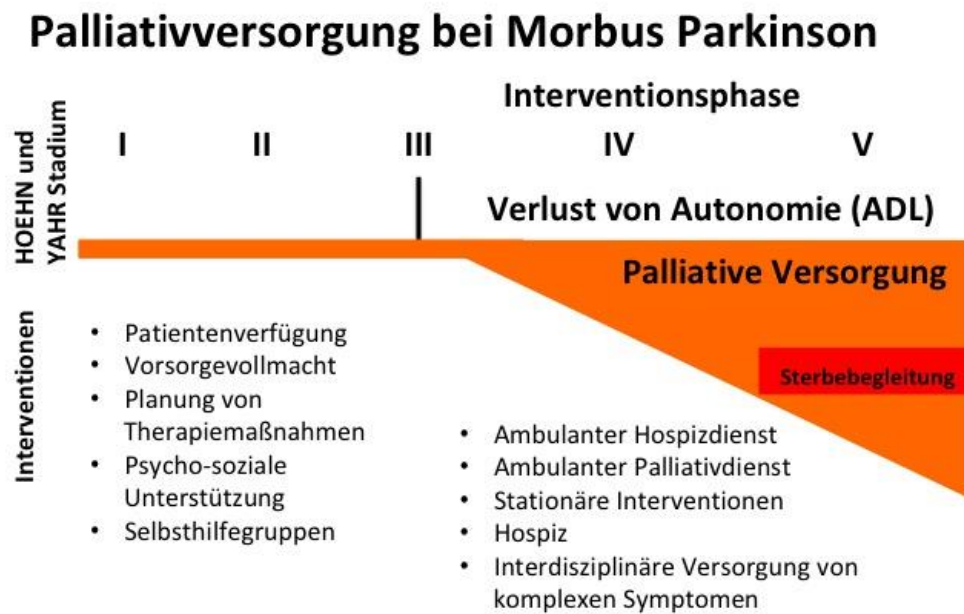 Palliativversorgung bei Morbus Parkinson
Interventionsphase
HOEHN und
YAHR Stadium
I II III IV V
Verlust von Autonomie (ADL)
Palliative Versorgung
Sterbebegleitung
Interventionen
• Patientenverfügung
• Vorsorgevollmacht
• Planung von
Therapiemaßnahmen
• Psycho-soziale
Unterstützung
• Selbsthilfegruppen
• Ambulanter Hospizdienst
• Ambulanter Palliativdienst
• Stationäre Interventionen
• Hospiz
• Interdisziplinäre Versorgung von
komplexen Symptomen